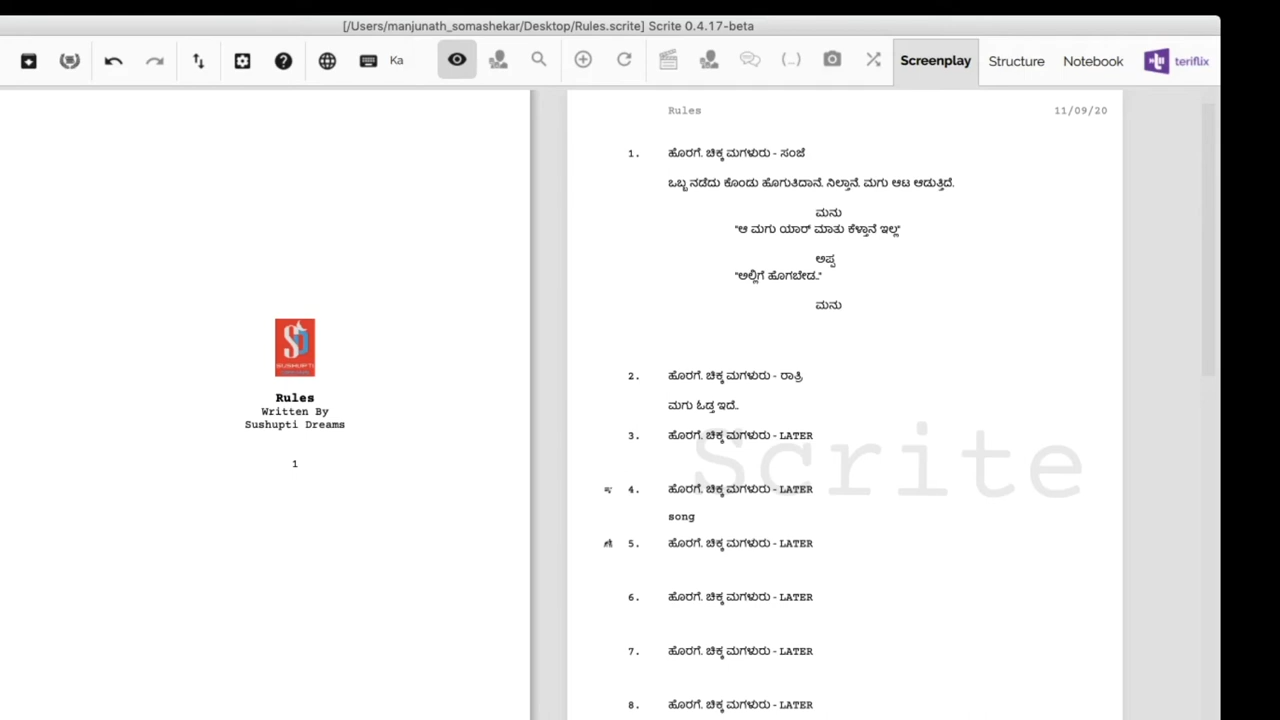 [/Users/manjunath_somashekar/Desktop/Rules.scrite] Scrite 0.4.17-beta
Ka
Screenplay
Structure
Notebook
teriflix
SUSHUPTI
Rules
Written By
Sushupti Dreams
1
Rules
11/09/20
1. ಹೊರಗೆ. ಚಿಕ್ಕ ಮಗಳುರು - ಸಂಜೆ
ಒಬ್ಬ ನಡೆದು ಕೊಂಡು ಹೊಗುತಿದಾನೆ. ನಿಲ್ತಾನೆ. ಮಗು ಆಟ ಆಡುತ್ತಿದೆ.
ಮನು
"ಆ ಮಗು ಯಾರ್ ಮಾತು ಕೆಳ್ತಾನೆ ಇಲ್ಲ"
ಅಪ್ಪ
"ಅಲ್ಲಿಗೆ ಹೊಗಬೇಡ.."
ಮನು
2. ಹೊರಗೆ. ಚಿಕ್ಕ ಮಗಳುರು - ರಾತ್ರಿ
ಮಗು ಓಡ್ತ ಇದೆ..
3. ಹೊರಗೆ. ಚಿಕ್ಕ ಮಗಳುರು - LATER
4. ಹೊರಗೆ. ಚಿಕ್ಕ ಮಗಳುರು - LATER
song
5. ಹೊರಗೆ. ಚಿಕ್ಕ ಮಗಳುರು - LATER
6. ಹೊರಗೆ. ಚಿಕ್ಕ ಮಗಳುರು - LATER
7. ಹೊರಗೆ. ಚಿಕ್ಕ ಮಗಳುರು - LATER
8. ಹೊರಗೆ. ಚಿಕ್ಕ ಮಗಳುರು - LATER
Scrite